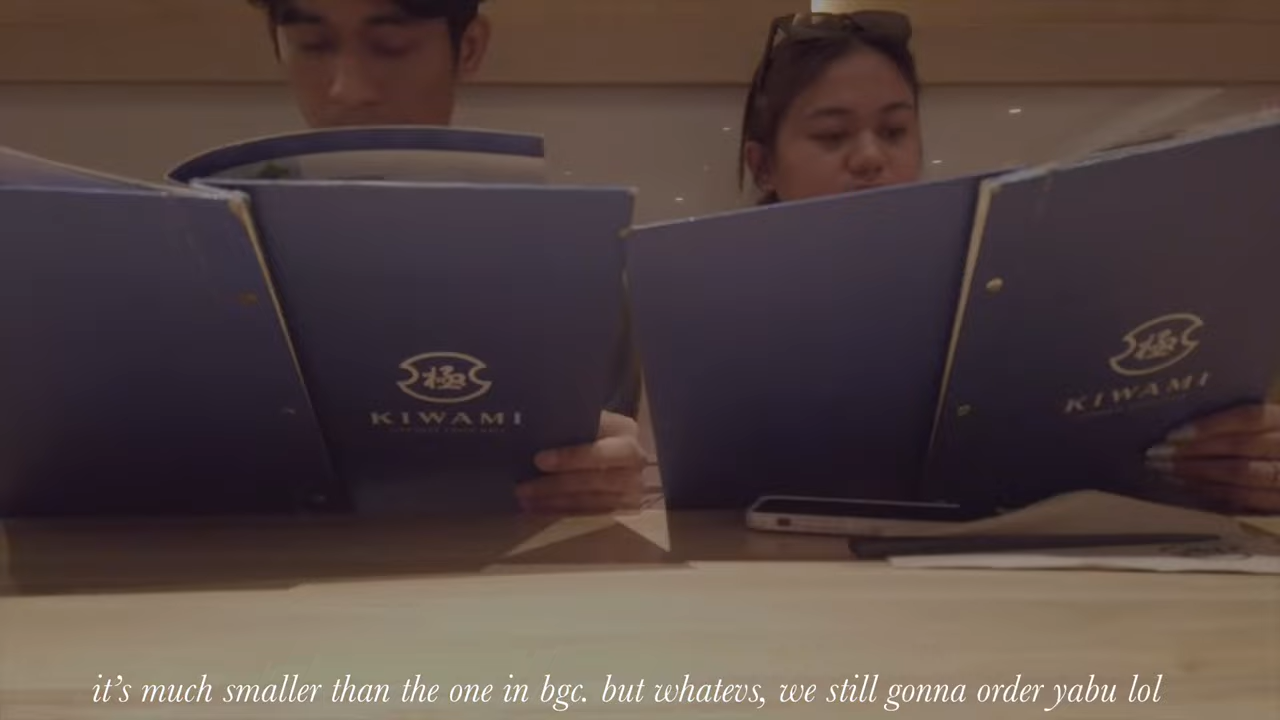 極
KIWAMI
極
KIWAMI
it's much smaller than the one in bgc. but whatevs, we still gonna order yabu lol